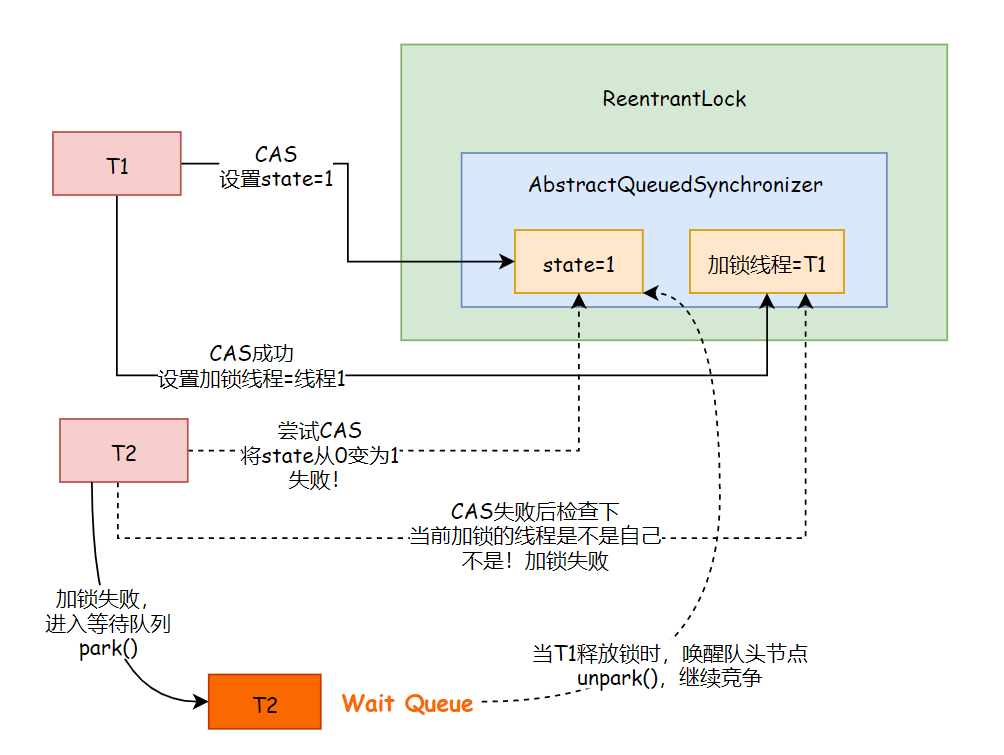 ReentrantLock
T1
CAS
设置state=1
AbstractQueuedSynchronizer
state=1
加锁线程=T1
CAS成功
设置加锁线程=线程1
T2
尝试CAS
将state从0变为1
失败！
CAS失败后检查下
当前加锁的线程是不是自己
不是！加锁失败
加锁失败，
进入等待队列
park()
当T1释放锁时，唤醒队头节点
unpark()，继续竞争
T2
Wait Queue